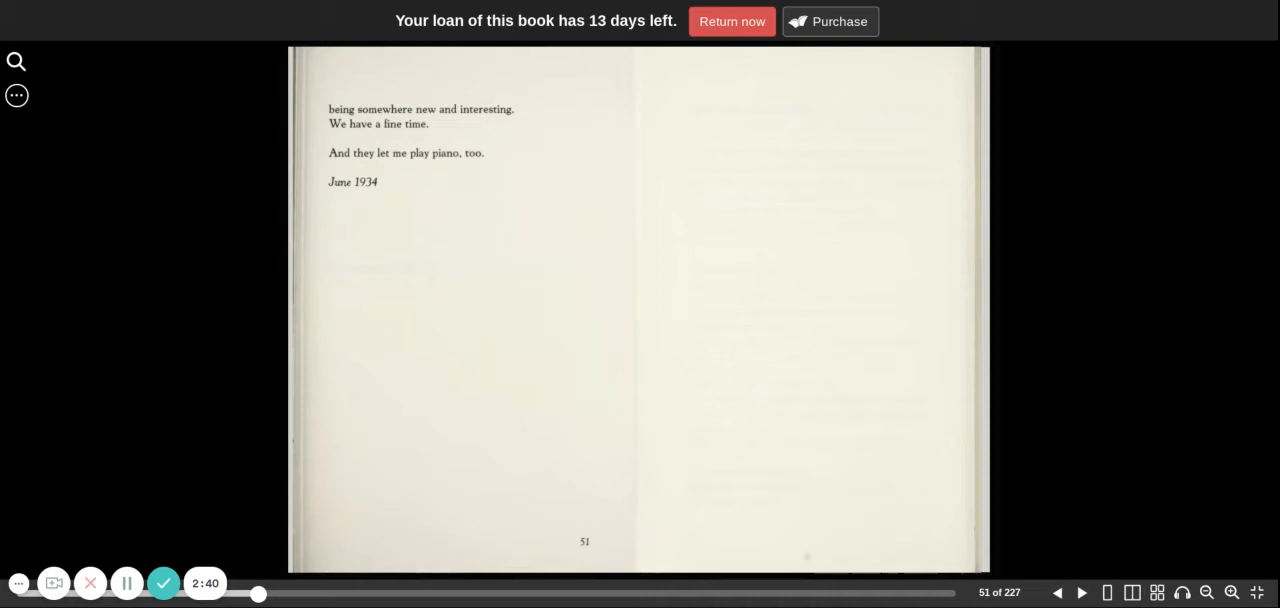 Your loan of this book has 13 days left.
Return now
Purchase
being somewhere new and interesting.
We have a fine time.
And they let me play piano, too.
June 1934
51
2:40
51 of 227